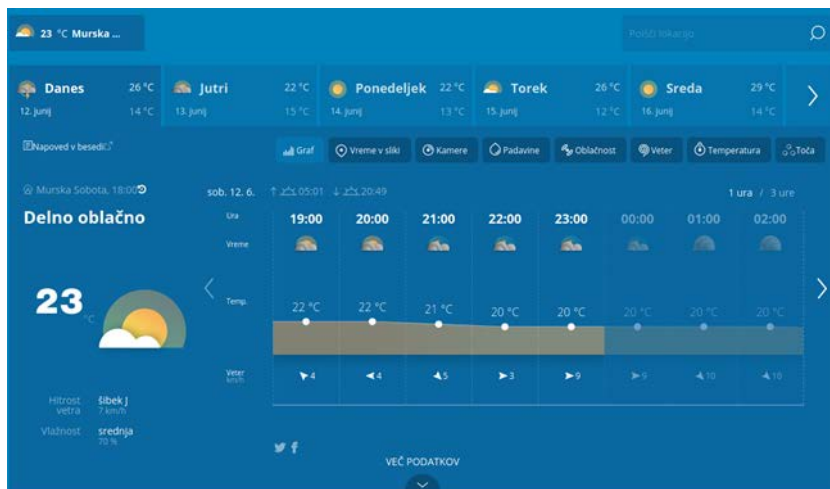 23 °C Murska ...
Poišči lokacijo
Danes 26 °C
12. junij 14 °C
Jutri 22 °C
13. junij 15 °C
Ponedeljek 22 °C
14. junij 13 °C
Torek 26 °C
15. junij 12 °C
Sreda 29 °C
16. junij 14 °C
Napoved v besedi
Graf Vreme v sliki Kamere Padavine Oblačnost Veter Temperatura Toča
Murska Sobota, 18:00
sob. 12. 6. 05:01 20:49
1 ura / 3 ure
Delno oblačno
Ura 19:00 20:00 21:00 22:00 23:00 00:00 01:00 02:00
Vreme
23 °C
Temp. 22 °C 22 °C 21 °C 20 °C 20 °C 20 °C 20 °C 20 °C
Veter 4 4 5 3 9 9 10 10
km/h
Hitrost vetra
šibek J
7 km/h
Vlažnost
srednja
70 %
VEČ PODATKOV